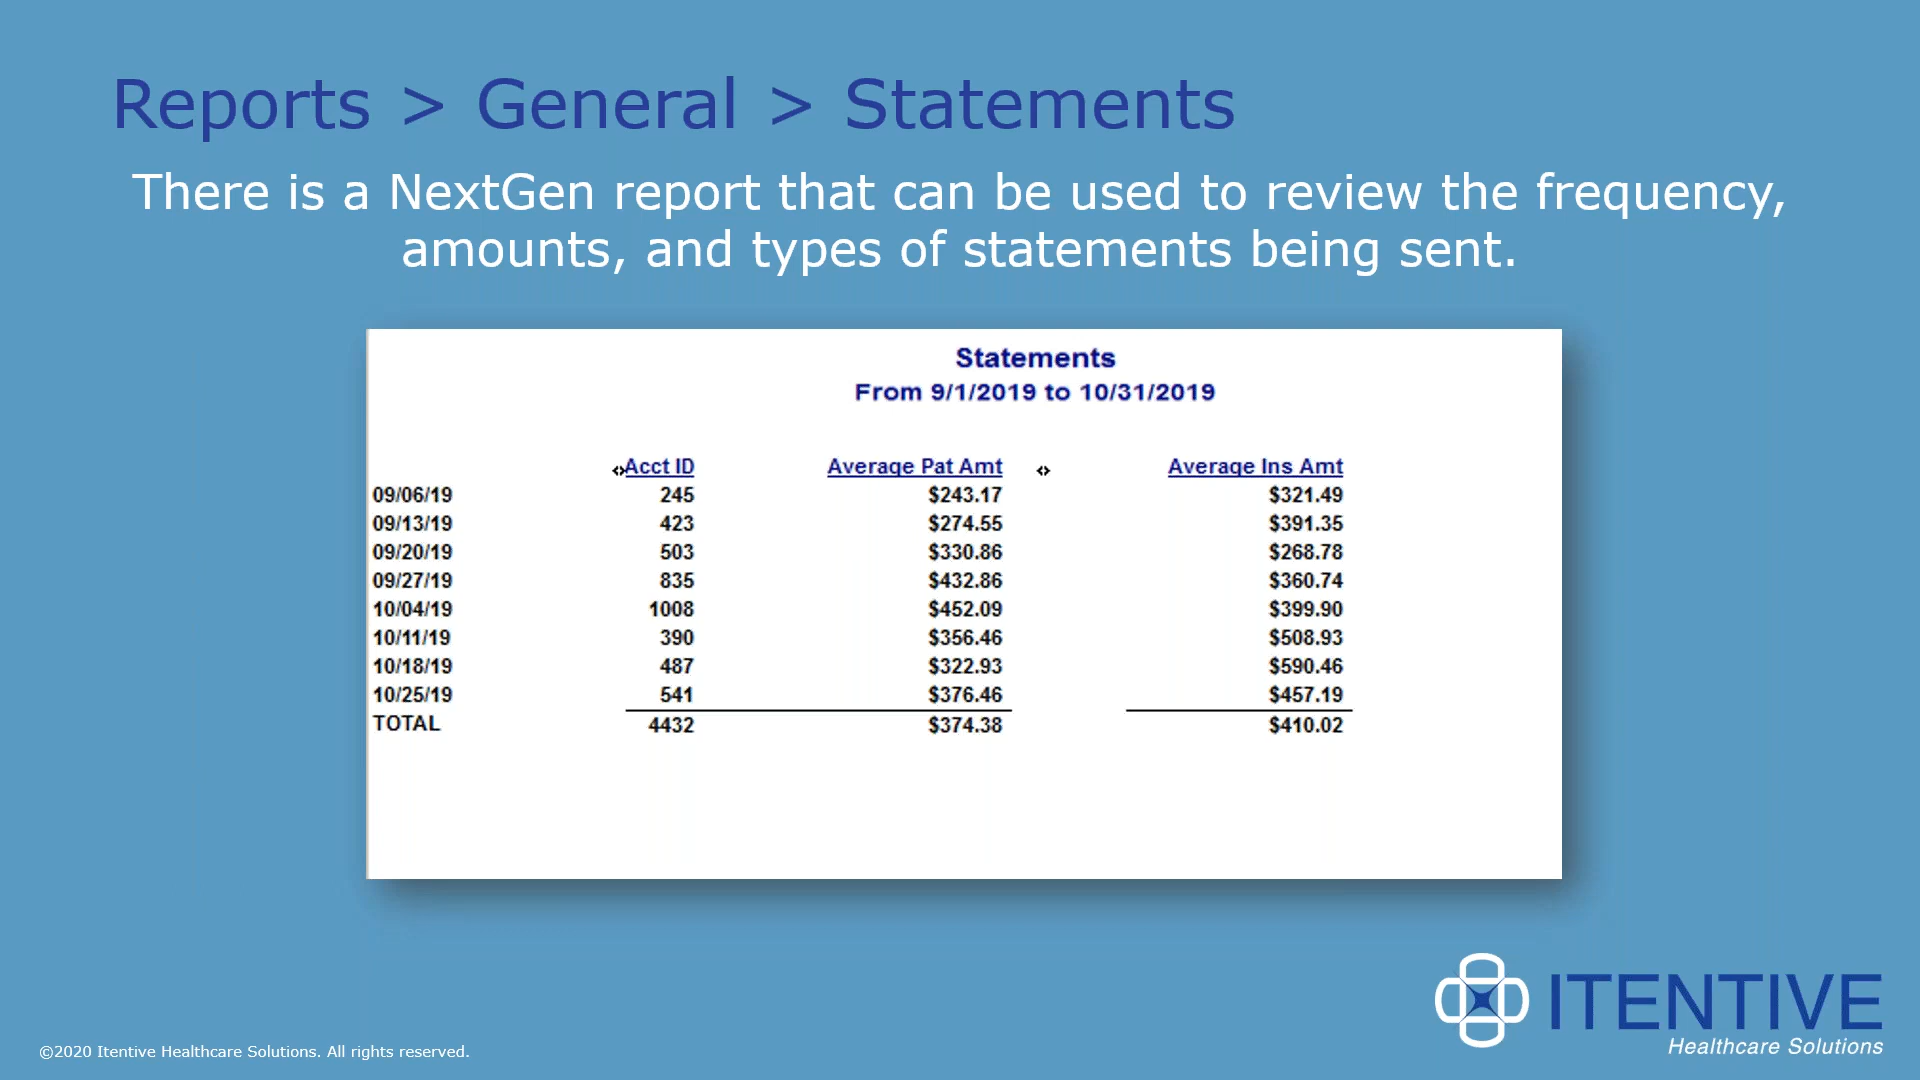 Reports > General > Statements
There is a NextGen report that can be used to review the frequency,
amounts, and types of statements being sent.
Statements
From 9/1/2019 to 10/31/2019
Acct ID Average Pat Amt Average Ins Amt
09/06/19 245 $243.17 $321.49
09/13/19 423 $274.55 $391.35
09/20/19 503 $330.86 $268.78
09/27/19 835 $432.86 $360.74
10/04/19 1008 $452.09 $399.90
10/11/19 390 $356.46 $508.93
10/18/19 487 $322.93 $590.46
10/25/19 541 $376.46 $457.19
TOTAL 4432 $374.38 $410.02
ITENTIVE
Healthcare Solutions
©2020 Itentive Healthcare Solutions. All rights reserved.